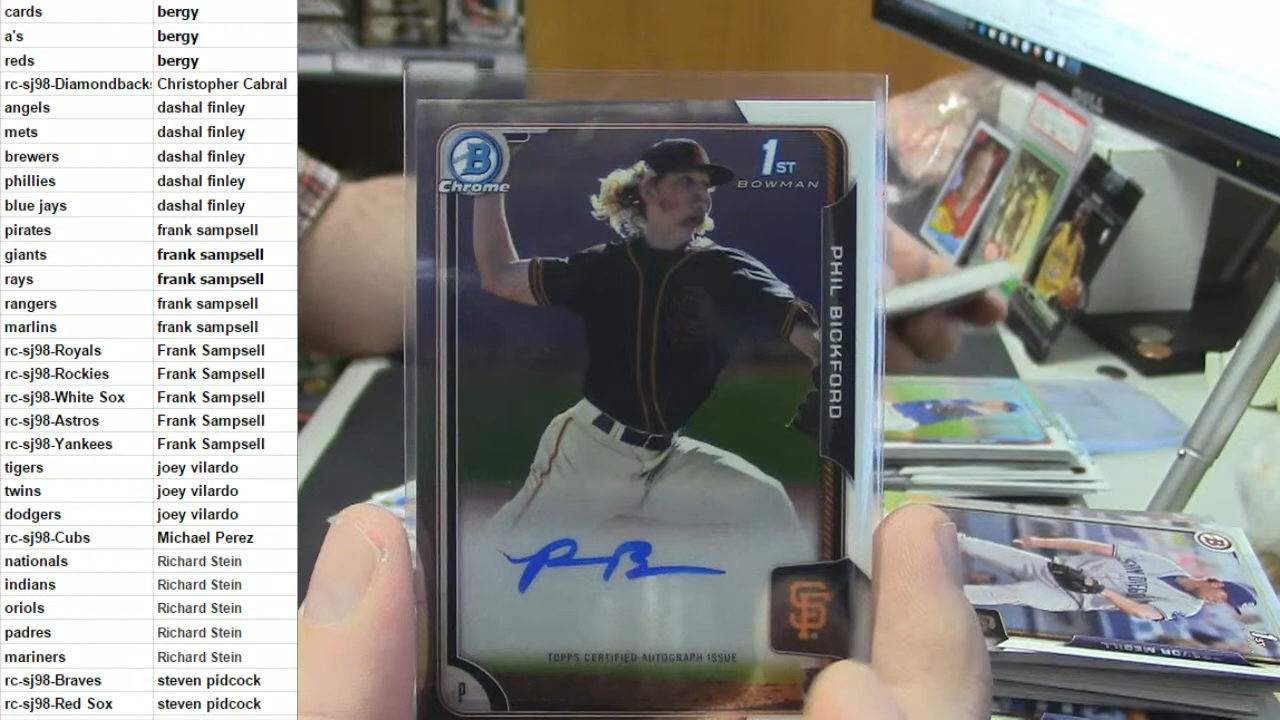 cards bergy
a's bergy
reds bergy
rc-sj98-Diamondbacks Christopher Cabral
angels dashal finley
mets dashal finley
brewers dashal finley
phillies dashal finley
blue jays dashal finley
pirates frank sampsell
giants frank sampsell
rays frank sampsell
rangers frank sampsell
marlins frank sampsell
rc-sj98-Royals Frank Sampsell
rc-sj98-Rockies Frank Sampsell
rc-sj98-White Sox Frank Sampsell
rc-sj98-Astros Frank Sampsell
rc-sj98-Yankees Frank Sampsell
tigers joey vilardo
twins joey vilardo
dodgers joey vilardo
rc-sj98-Cubs Michael Perez
nationals Richard Stein
indians Richard Stein
oriols Richard Stein
padres Richard Stein
mariners Richard Stein
rc-sj98-Braves steven pidcock
rc-sj98-Red Sox steven pidcock
B
Chrome
1ST
BOWMAN
PHIL BICKFORD
SF
TOPPS CERTIFIED AUTOGRAPH ISSUE
P
DELL
B
SAN DIEGO
TREVOR MEGILL
1ST